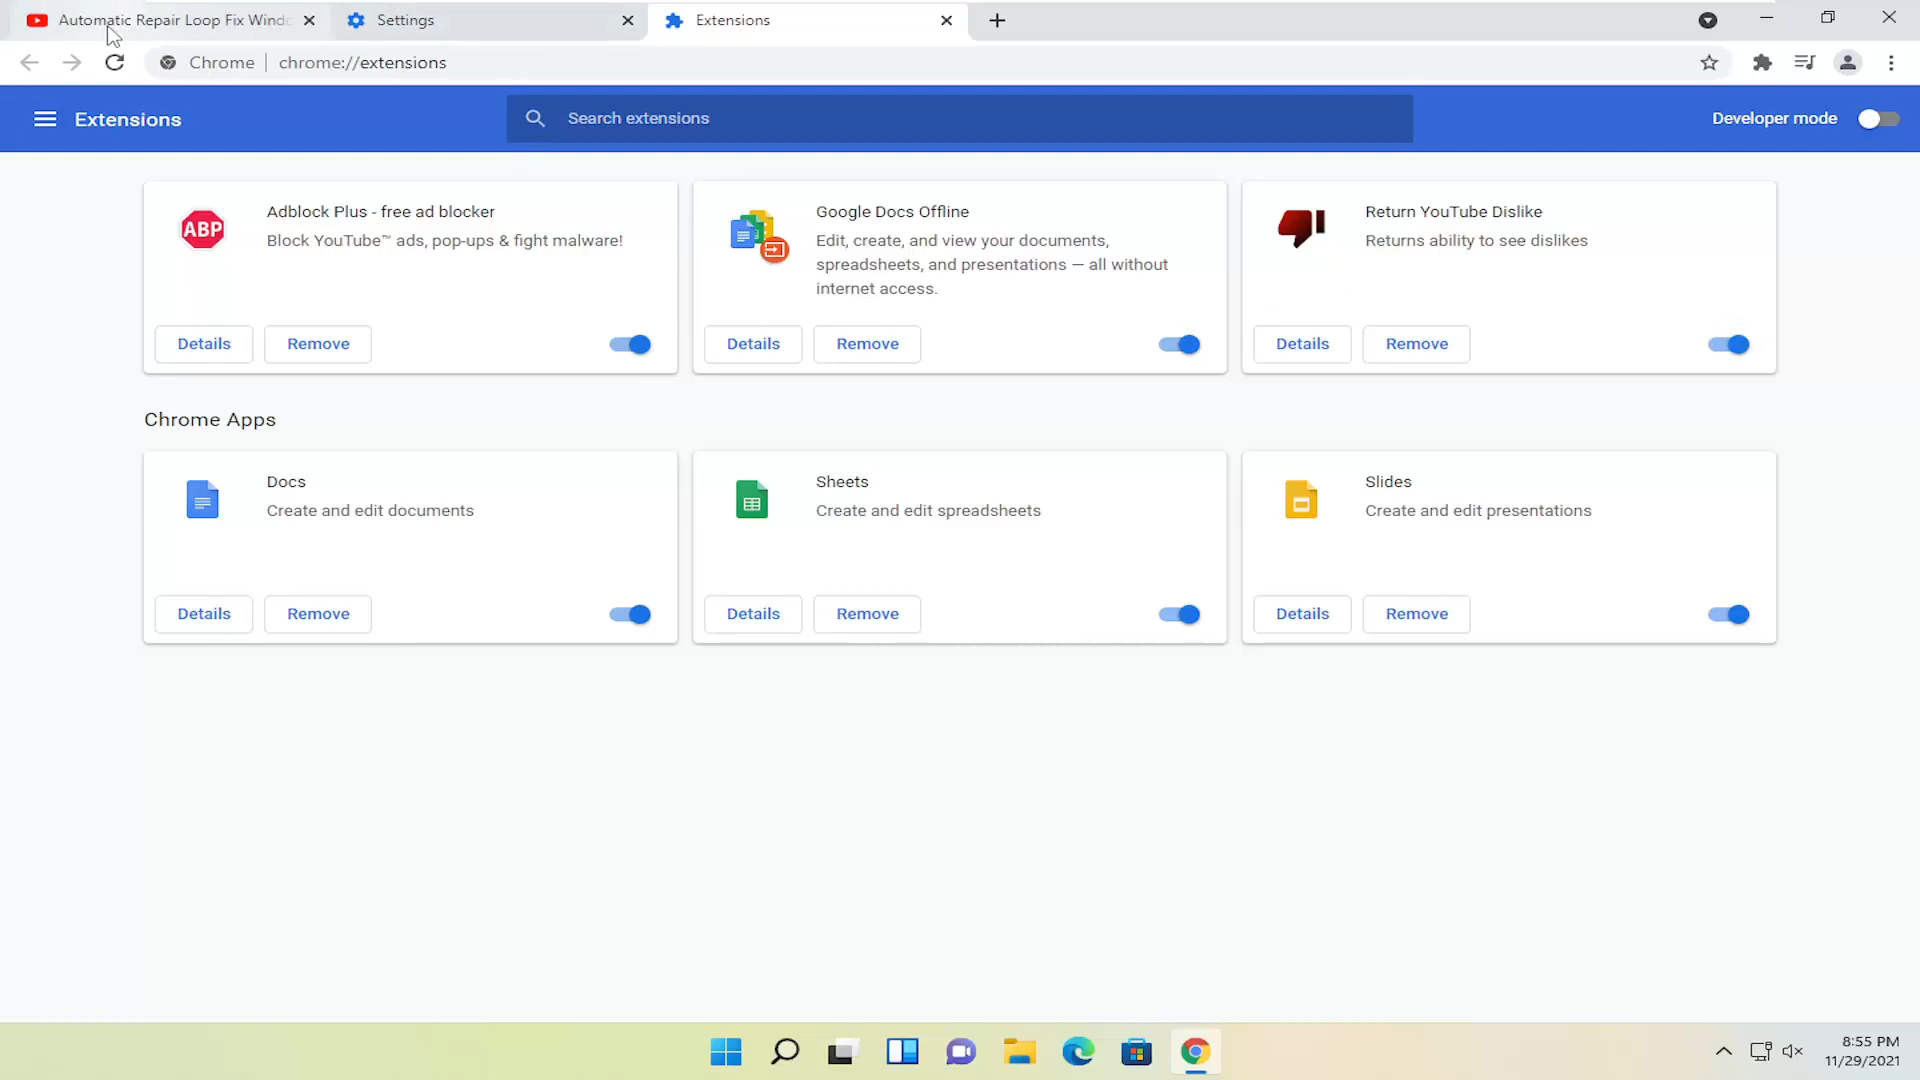 Automatic Repair Loop Fix Windo
Settings
Extensions
Chrome
chrome://extensions
Extensions
Search extensions
Developer mode
ABP
Adblock Plus - free ad blocker
Block YouTube™ ads, pop-ups & fight malware!
Details
Remove
Google Docs Offline
Edit, create, and view your documents,
spreadsheets, and presentations — all without
internet access.
Details
Remove
Return YouTube Dislike
Returns ability to see dislikes
Details
Remove
Chrome Apps
Docs
Create and edit documents
Details
Remove
Sheets
Create and edit spreadsheets
Details
Remove
Slides
Create and edit presentations
Details
Remove
8:55 PM
11/29/2021